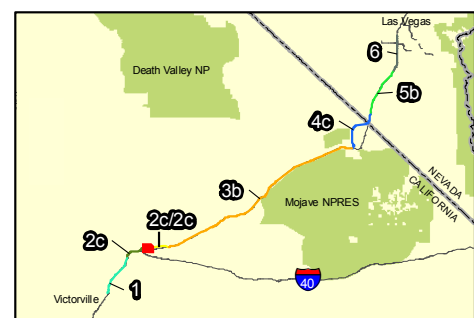 Las Vegas
6
Death Valley NP
5b
4c
NEVADA
CALIFORNIA
3b
Mojave NPRES
2c/2c
2c
40
1
Victorville